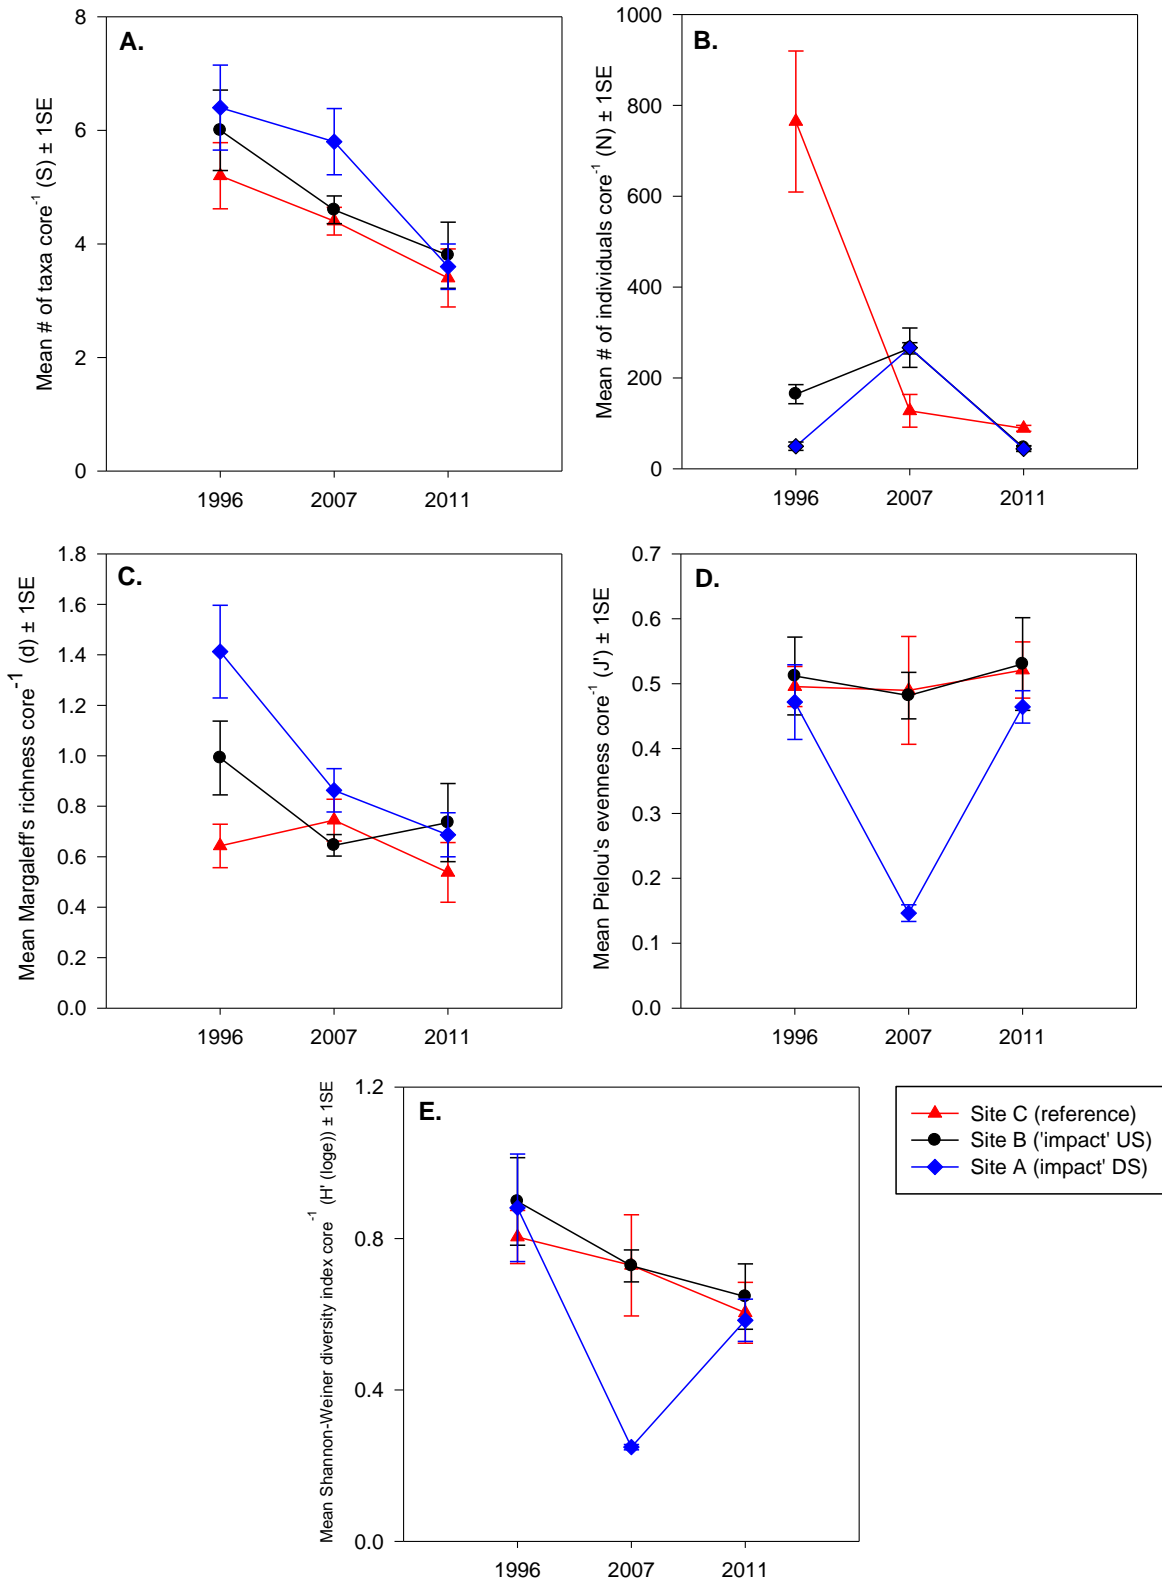 A.
Mean # of taxa core-1 (S) ± 1SE
8
6
4
2
0
1996 2007 2011
B.
Mean # of individuals core-1 (N) ± 1SE
1000
800
600
400
200
0
1996 2007 2011
C.
Mean Margaleff's richness core-1 (d) ± 1SE
1.8
1.6
1.4
1.2
1.0
0.8
0.6
0.4
0.2
0.0
1996 2007 2011
D.
Mean Pielou's evenness core-1 (J') ± 1SE
0.7
0.6
0.5
0.4
0.3
0.2
0.1
0.0
1996 2007 2011
E.
Mean Shannon-Weiner diversity index core-1 (H' (loge)) ± 1SE
1.2
0.8
0.4
0.0
1996 2007 2011
Site C (reference)
Site B ('impact' US)
Site A (impact' DS)